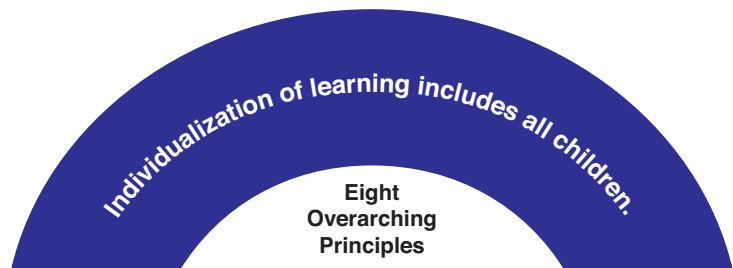 Individualization of learning includes all children.
Eight
Overarching
Principles